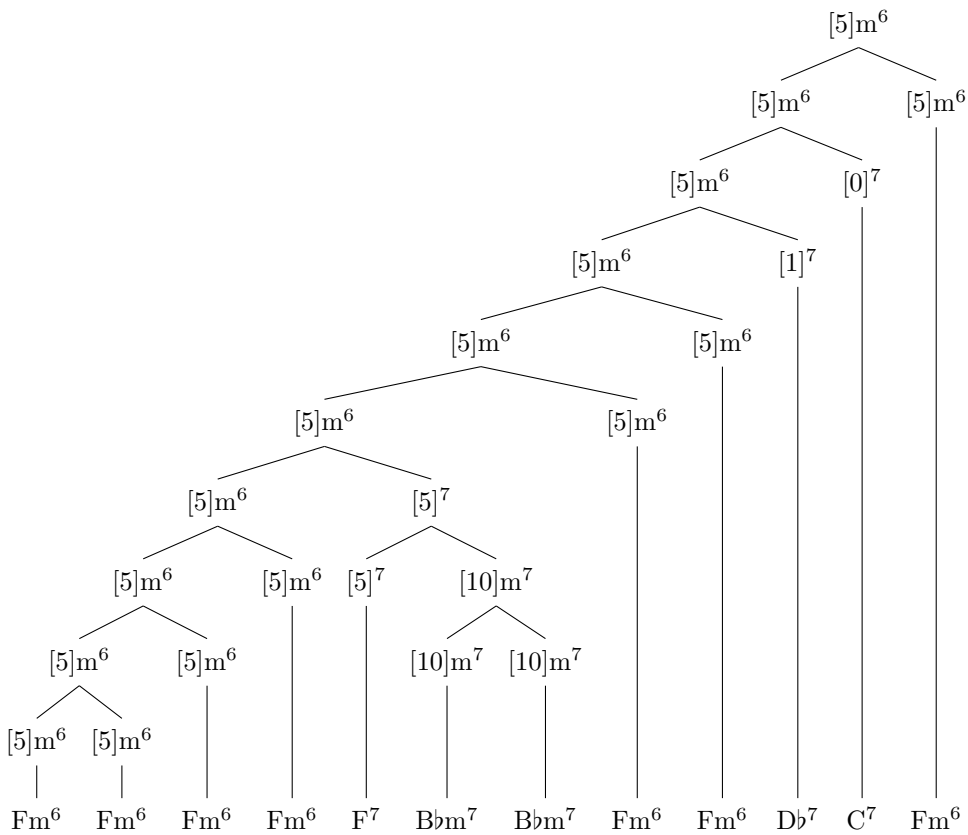 [5]m⁶
[5]m⁶ [5]m⁶
[5]m⁶ [0]⁷
[5]m⁶ [1]⁷
[5]m⁶ [5]m⁶
[5]m⁶ [5]m⁶
[5]m⁶ [5]⁷
[5]m⁶ [5]m⁶ [5]⁷ [10]m⁷
[5]m⁶ [5]m⁶ [10]m⁷ [10]m⁷
[5]m⁶ [5]m⁶
Fm⁶ Fm⁶ Fm⁶ Fm⁶ F⁷ B♭m⁷ B♭m⁷ Fm⁶ Fm⁶ D♭⁷ C⁷ Fm⁶